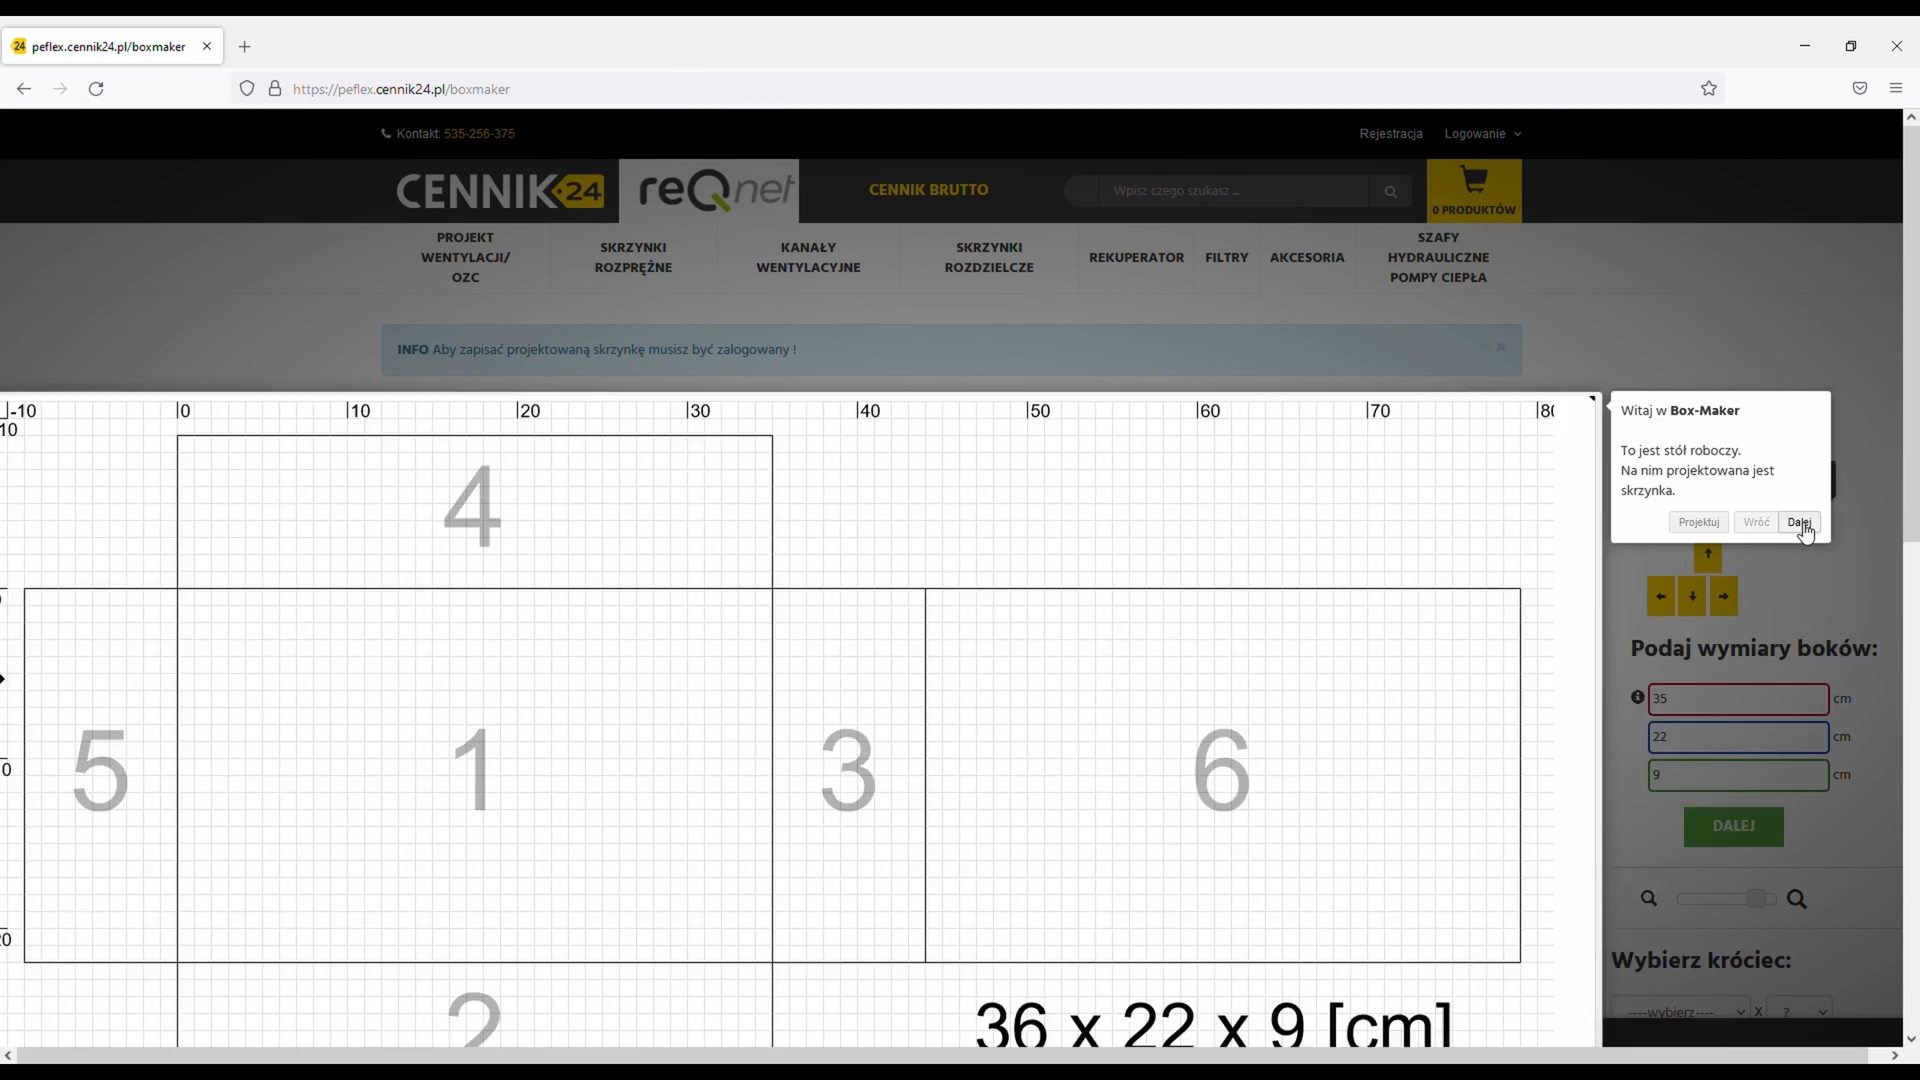 24 peflex.cennik24.pl/boxmaker
https://peflex.cennik24.pl/boxmaker
Kontakt: 535-256-375
Rejestracja Logowanie
CENNIK 24 reQnet
CENNIK BRUTTO
Wpisz czego szukasz ...
0 PRODUKTÓW
PROJEKT
WENTYLACJI/
OZC
SKRZYNKI
ROZPRĘŻNE
KANAŁY
WENTYLACYJNE
SKRZYNKI
ROZDZIELCZE
REKUPERATOR
FILTRY
AKCESORIA
SZAFY
HYDRAULICZNE
POMPY CIEPŁA
INFO Aby zapisać projektowaną skrzynkę musisz być zalogowany !
-10 0 10 20 30 40 50 60 70
10
4
5 1 3 6
2
36 x 22 x 9 [cm]
Witaj w Box-Maker
To jest stół roboczy.
Na nim projektowana jest
skrzynka.
Projektuj Wróć Dalej
Podaj wymiary boków:
35 cm
22 cm
9 cm
DALEJ
Wybierz króciec:
----wybierz---- X ?